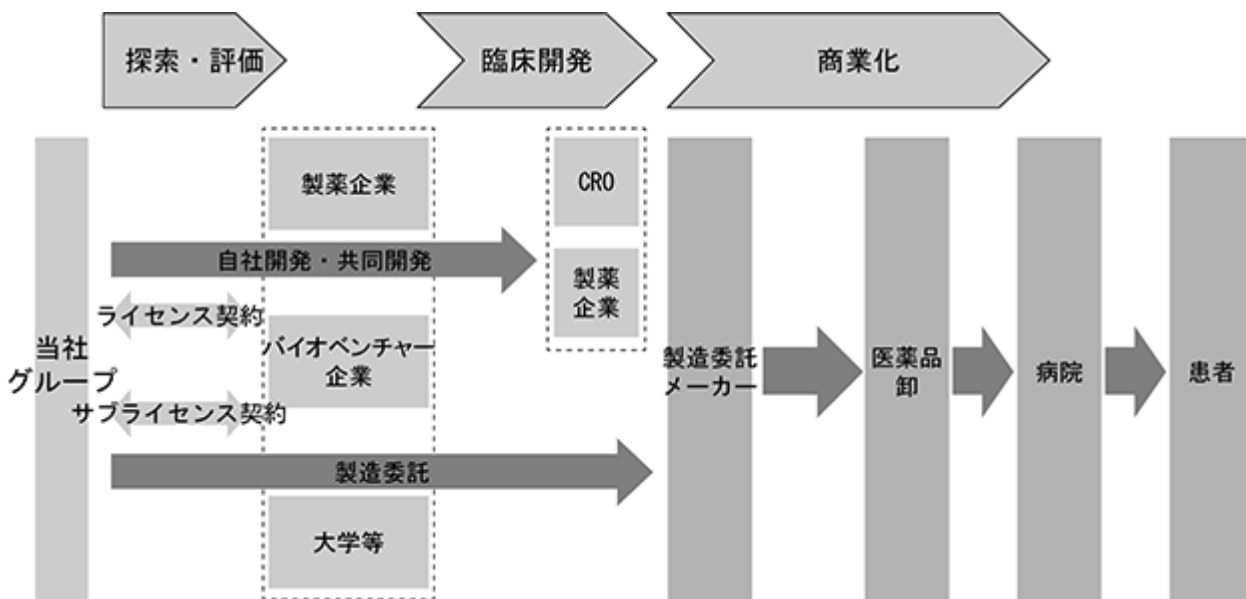 探索・評価
臨床開発
商業化
製薬企業
CRO
自社開発・共同開発
製薬
企業
ライセンス契約
当社
グループ
バイオベンチャー
企業
製造委託
メーカー
医薬品
卸
病院
患者
サブライセンス契約
製造委託
大学等